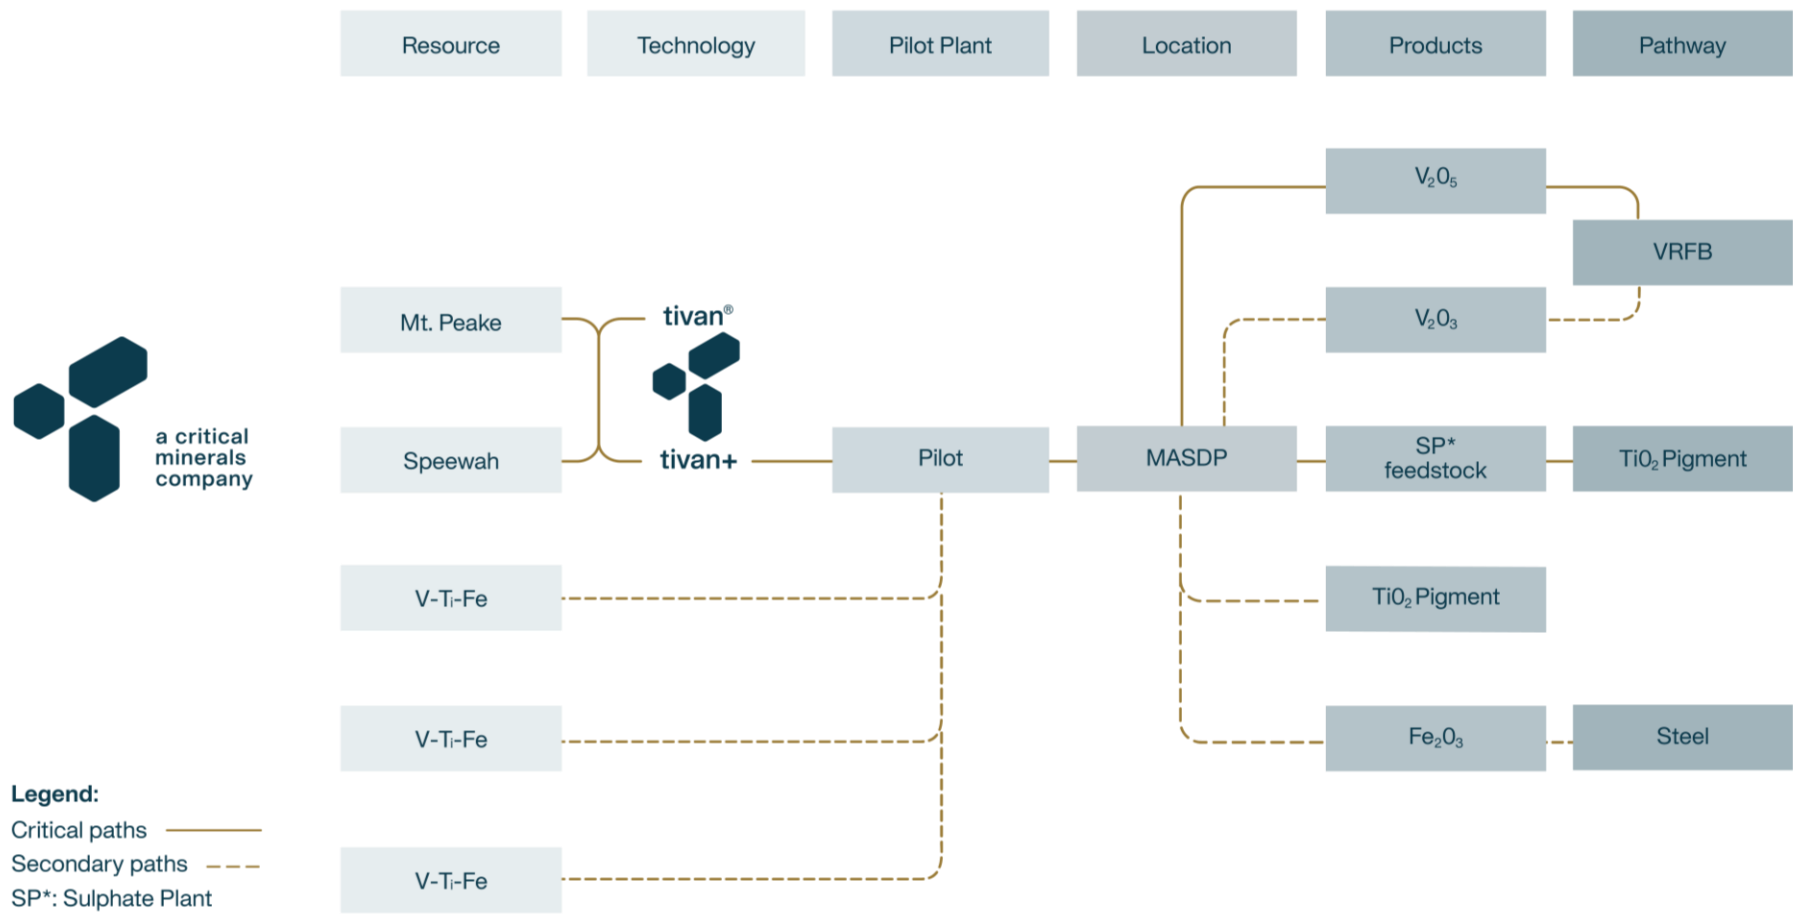 Resource
Technology
Pilot Plant
Location
Products
Pathway
V₂O₅
VRFB
Mt. Peake
tivan®
V₂O₃
a critical
minerals
company
Speewah
tivan+
Pilot
MASDP
SP*
feedstock
TiO₂ Pigment
V-Ti-Fe
TiO₂ Pigment
V-Ti-Fe
Fe₂O₃
Steel
V-Ti-Fe
Legend:
Critical paths
Secondary paths
SP*: Sulphate Plant